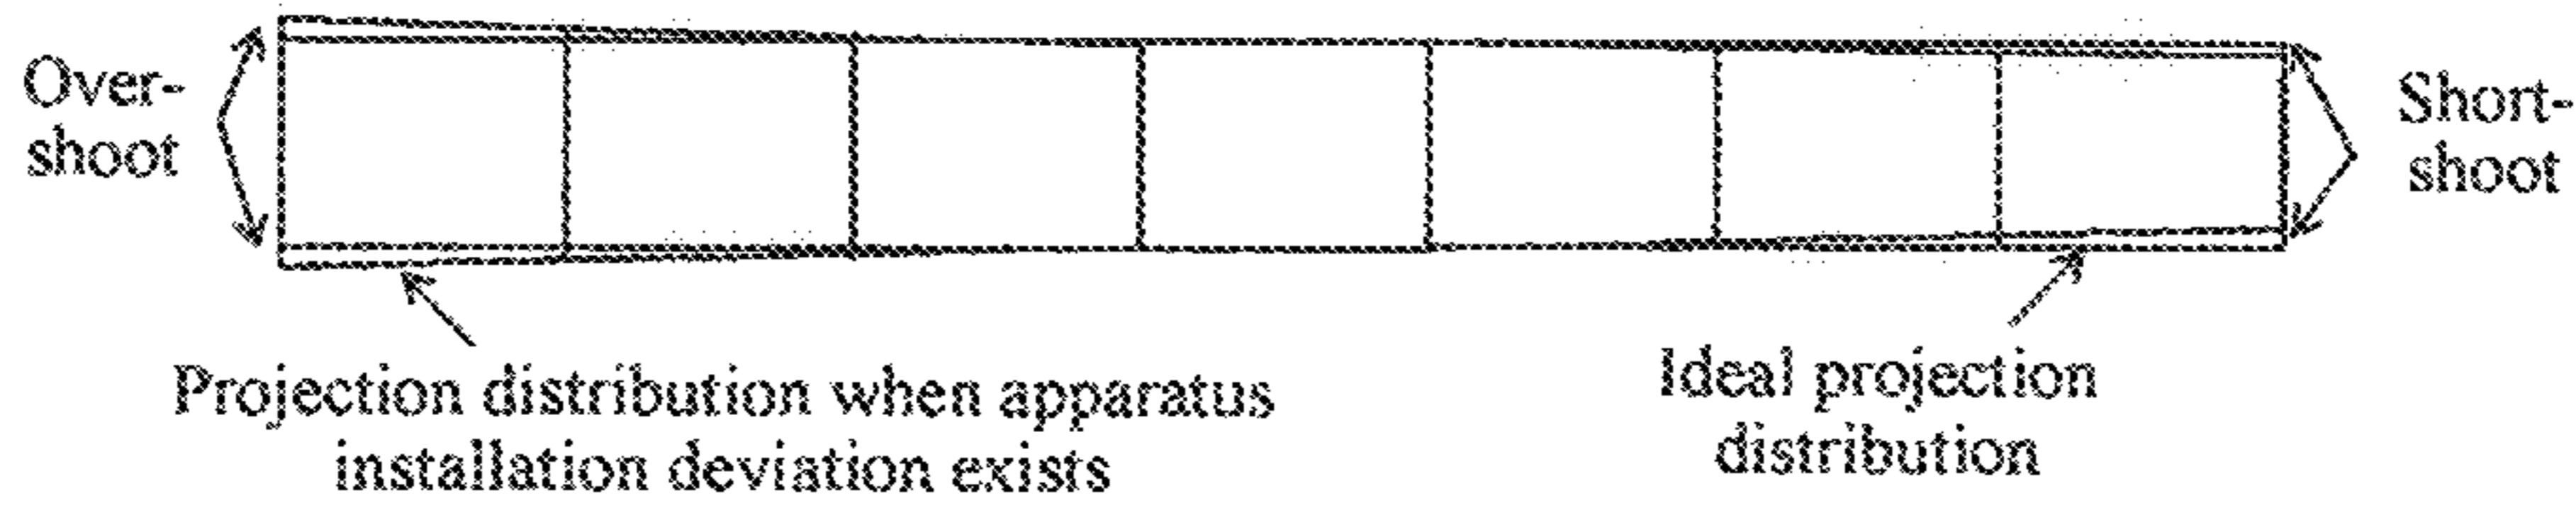 Over-
shoot
Short-
shoot
Projection distribution when apparatus
installation deviation exists
Ideal projection
distribution